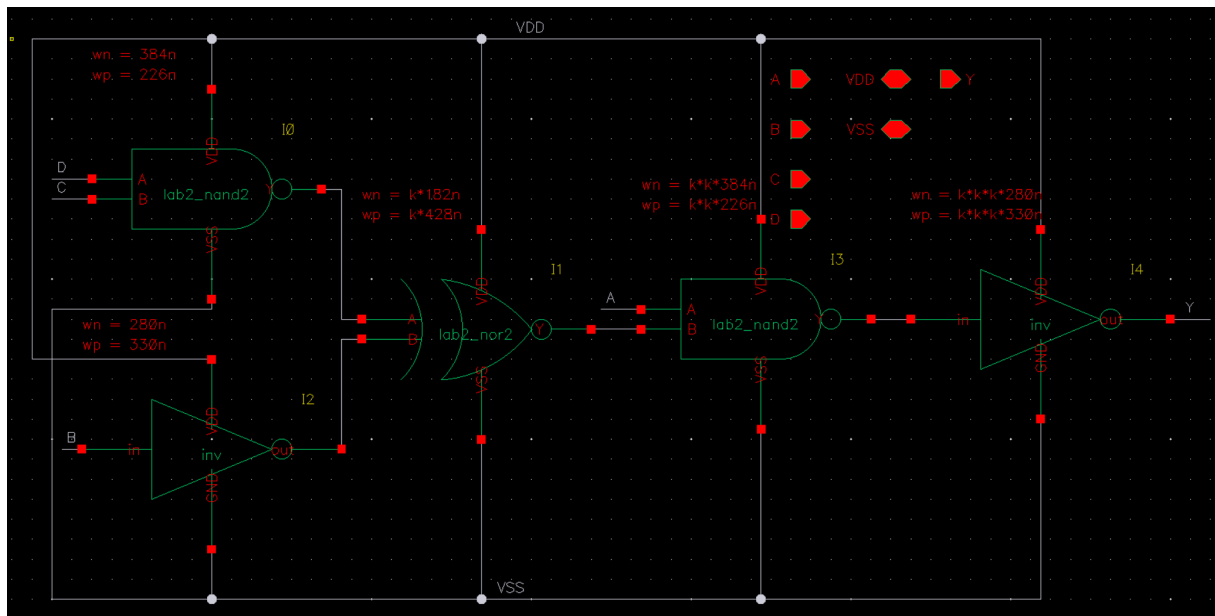 VDD
wn = 384n
wp = 226n
A
VDD
Y
B
VSS
I0
VDD
D
A
C
B
lab2_nand2
Y
VSS
wn = k*182n
wp = k*428n
wn = k*k*384n
wp = k*k*226n
C
D
wn = k*k*k*280n
wp = k*k*k*330n
I1
I3
I4
VDD
VDD
VDD
A
A
B
lab2_nand2
Y
VSS
wn = 280n
wp = 330n
A
B
lab2_nor2
Y
VSS
in
inv
out
GND
Y
I2
VDD
B
in
inv
out
GND
VSS